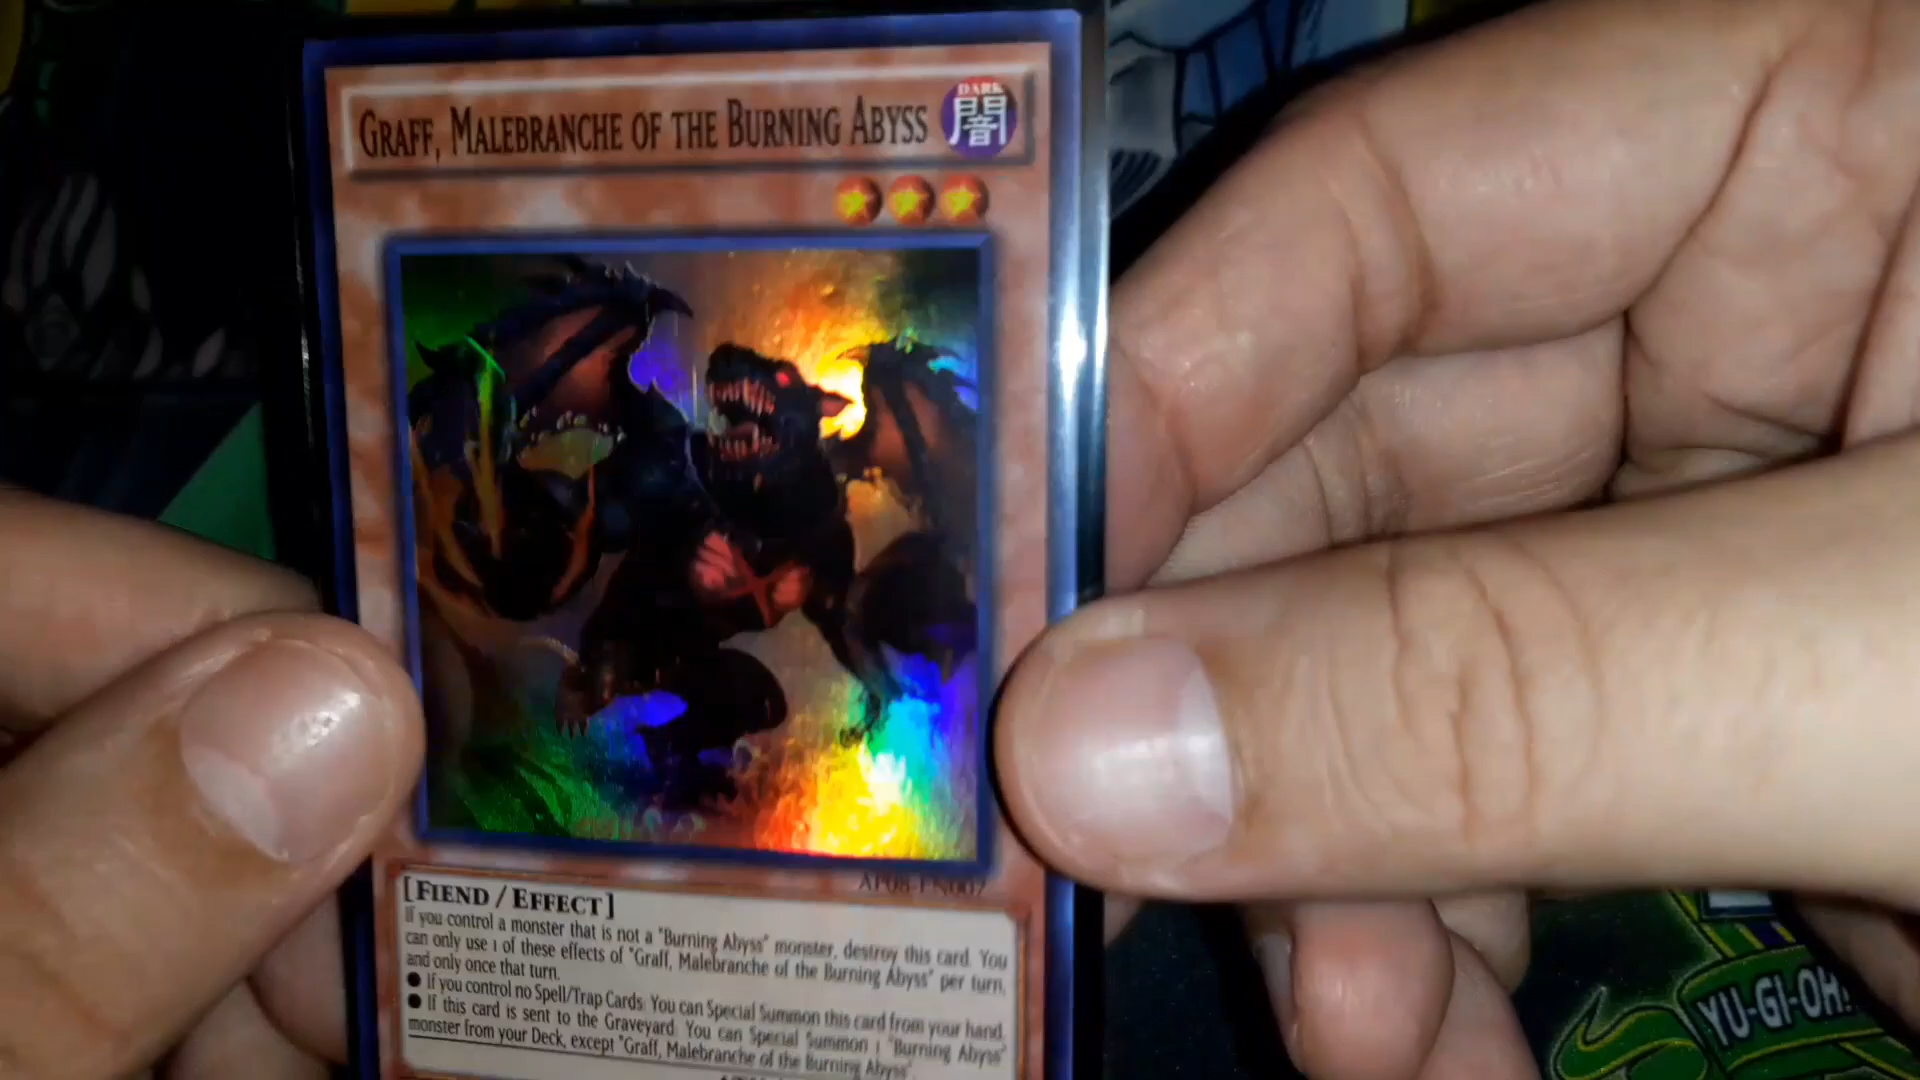 GRAFF, MALEBRANCHE OF THE BURNING ABYSS
DARK
闇
AP08-EN007
[FIEND / EFFECT]
If you control a monster that is not a "Burning Abyss" monster, destroy this card. You
can only use 1 of these effects of "Graff, Malebranche of the Burning Abyss" per turn,
and only once that turn.
● If you control no Spell/Trap Cards: You can Special Summon this card from your hand.
● If this card is sent to the Graveyard: You can Special Summon 1 "Burning Abyss"
monster from your Deck, except "Graff, Malebranche of the Burning Abyss".
YU-GI-OH!